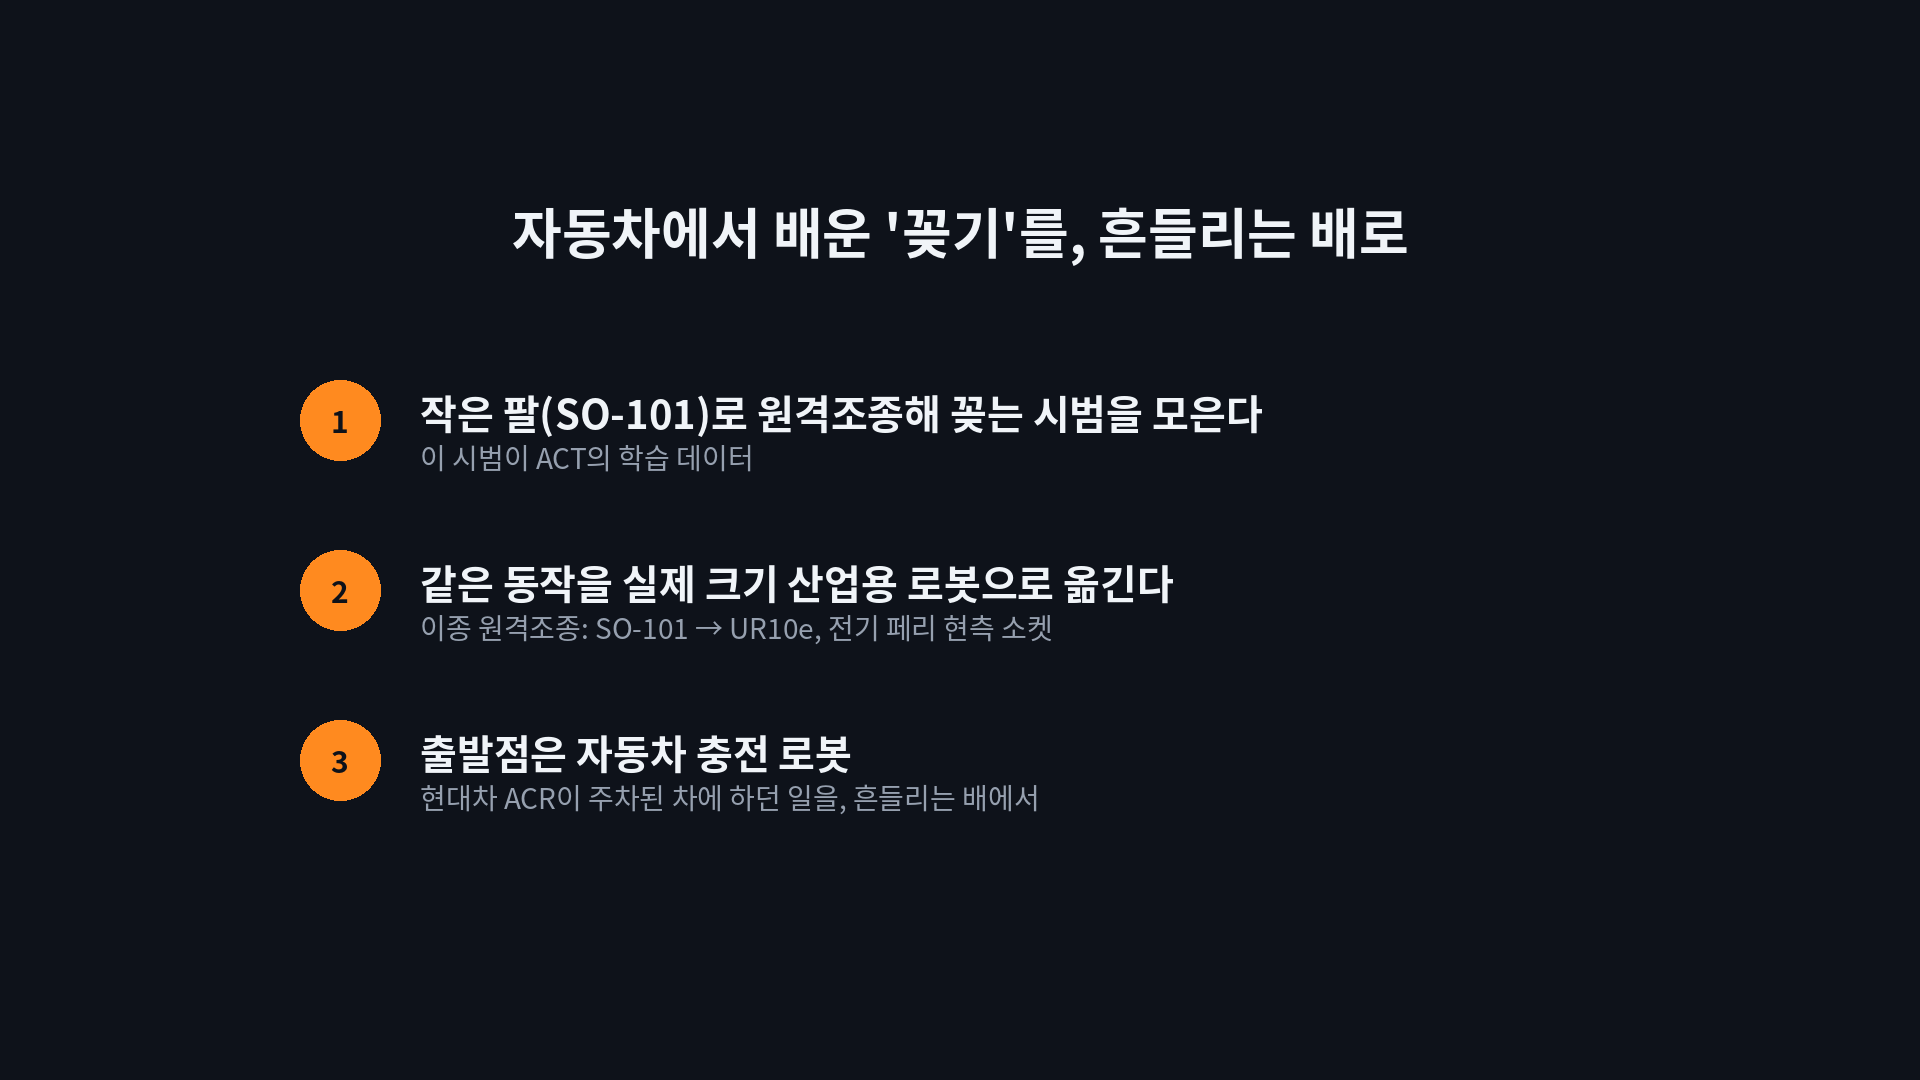 자동차에서 배운 '꽂기'를, 흔들리는 배로
1
작은 팔(SO-101)로 원격조종해 꽂는 시범을 모은다
이 시범이 ACT의 학습 데이터
2
같은 동작을 실제 크기 산업용 로봇으로 옮긴다
이종 원격조종: SO-101 → UR10e, 전기 페리 현측 소켓
3
출발점은 자동차 충전 로봇
현대차 ACR이 주차된 차에 하던 일을, 흔들리는 배에서